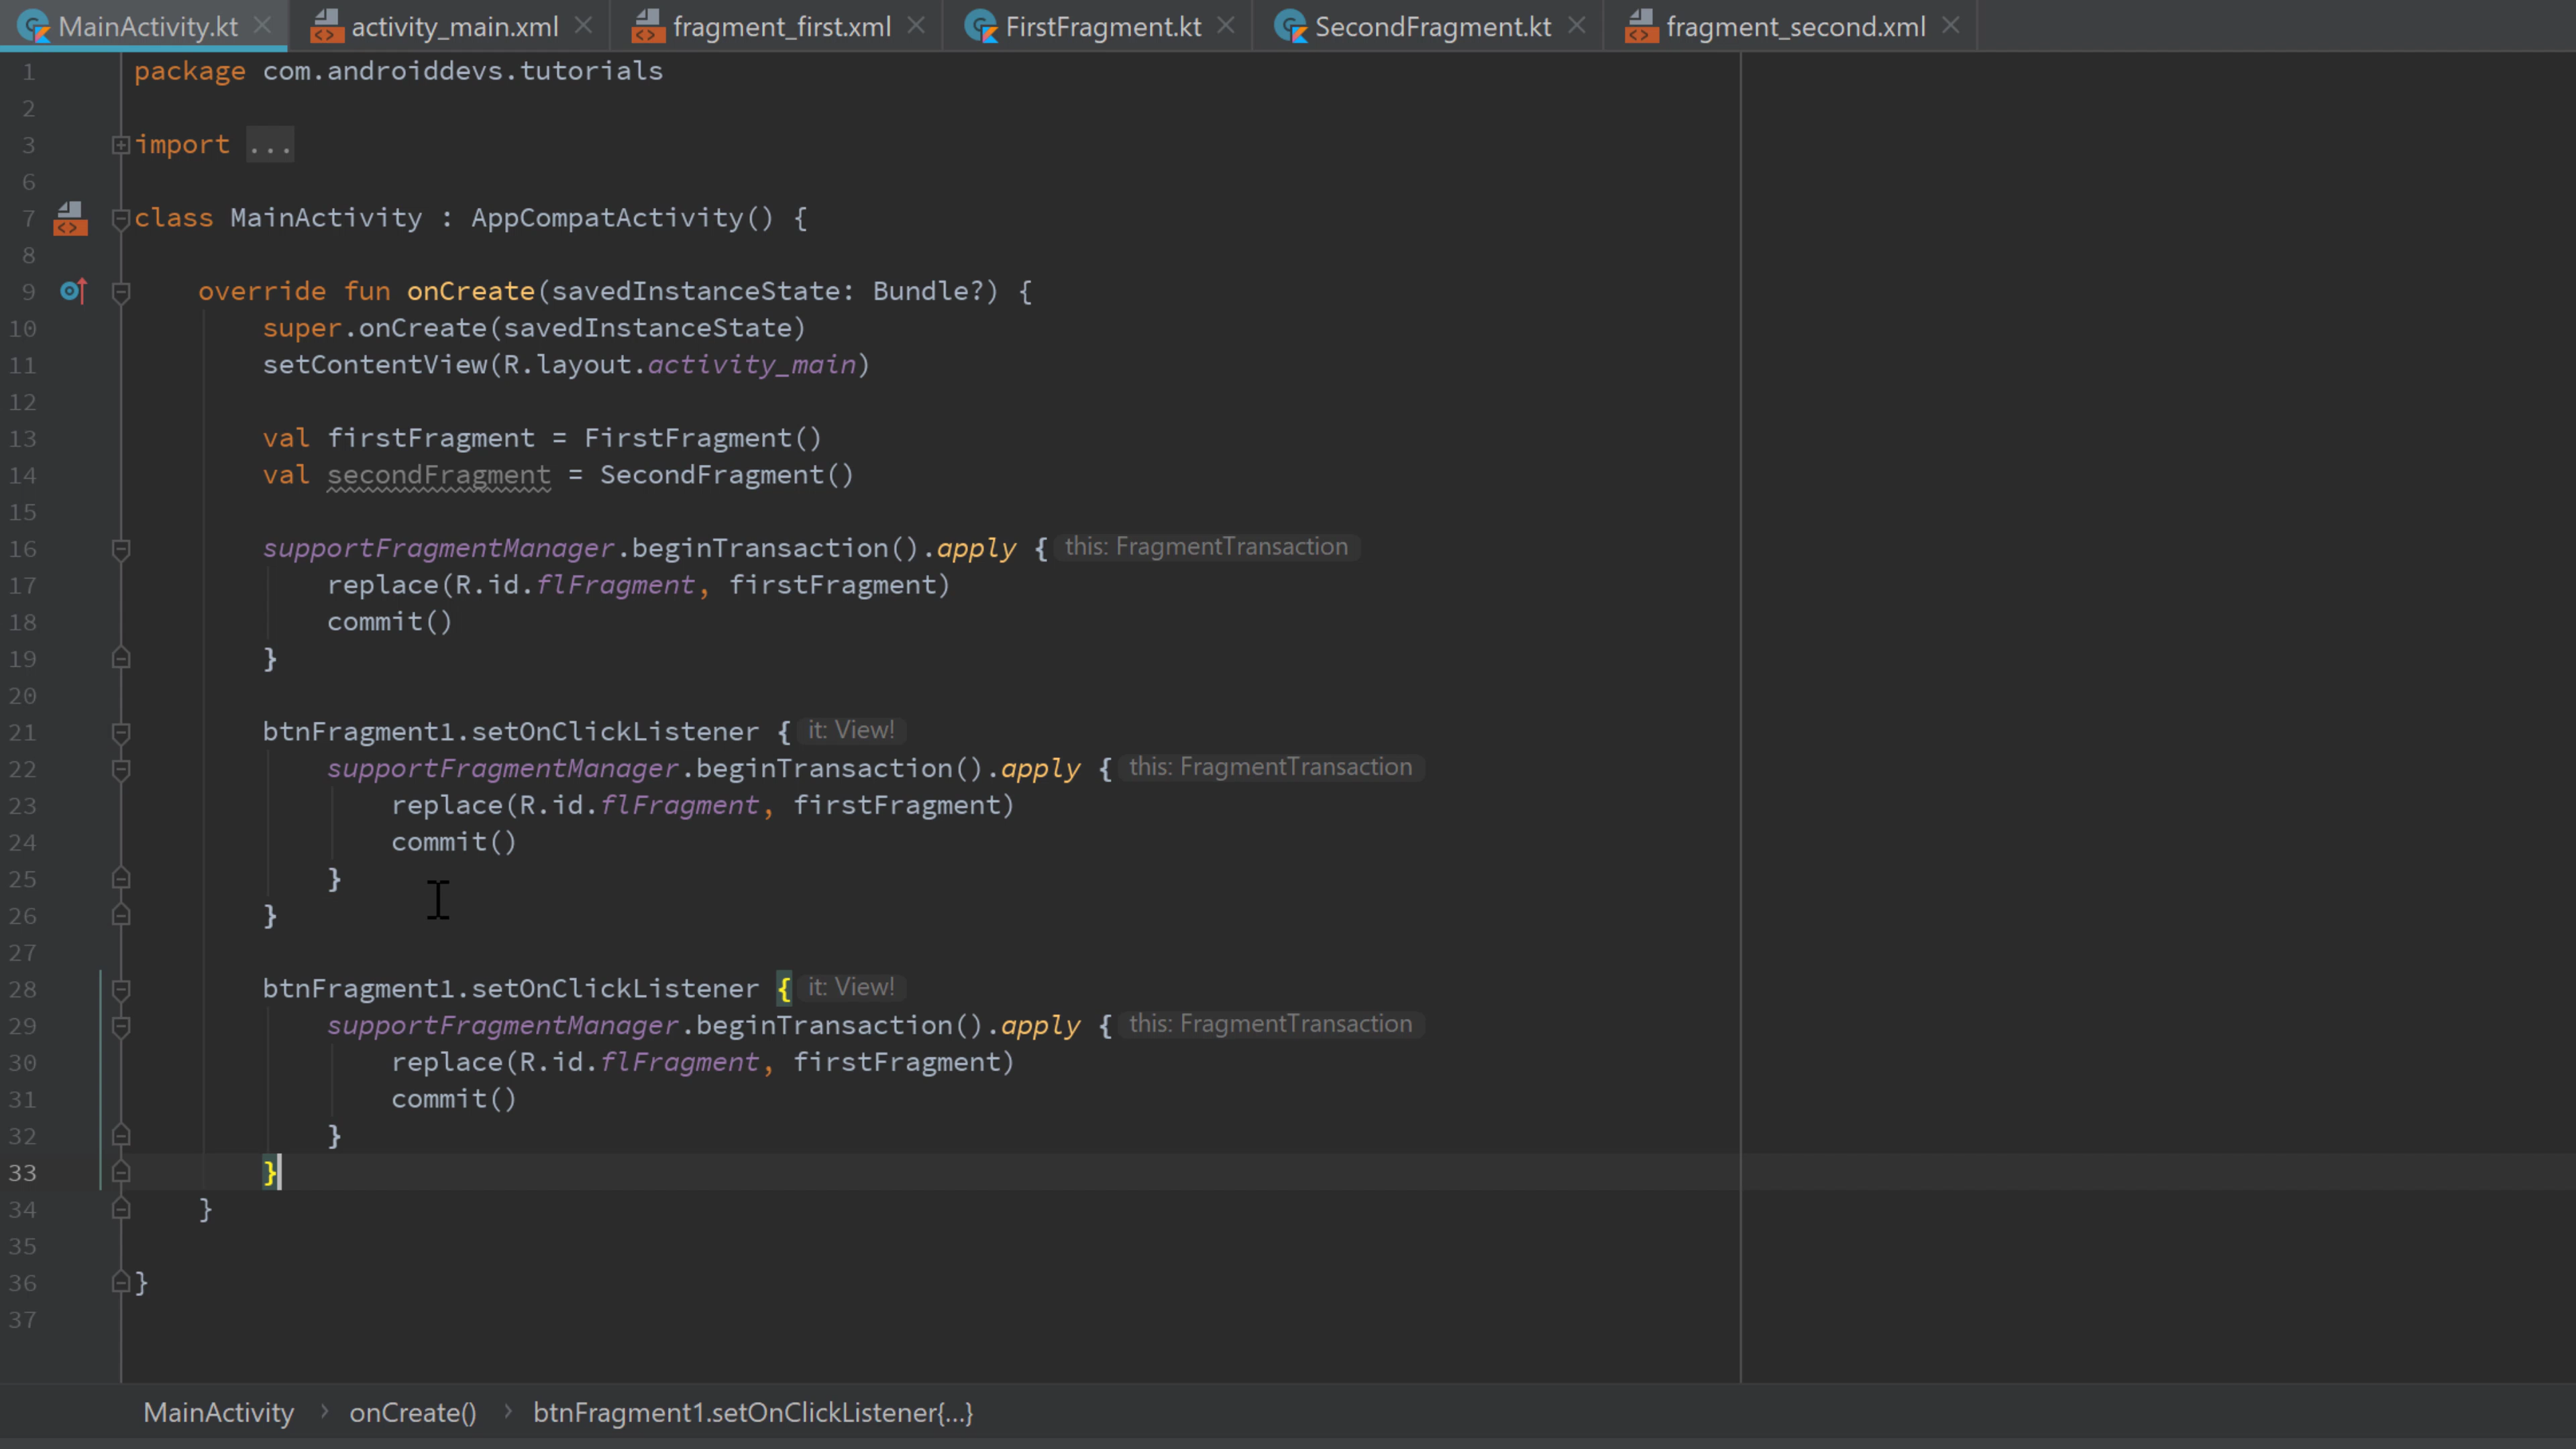 MainActivity.kt activity_main.xml fragment_first.xml FirstFragment.kt SecondFragment.kt fragment_second.xml
1 package com.androiddevs.tutorials
2
3 import ...
6
7 class MainActivity : AppCompatActivity() {
8
9 override fun onCreate(savedInstanceState: Bundle?) {
10 super.onCreate(savedInstanceState)
11 setContentView(R.layout.activity_main)
12
13 val firstFragment = FirstFragment()
14 val secondFragment = SecondFragment()
15
16 supportFragmentManager.beginTransaction().apply { this: FragmentTransaction
17 replace(R.id.flFragment, firstFragment)
18 commit()
19 }
20
21 btnFragment1.setOnClickListener { it: View!
22 supportFragmentManager.beginTransaction().apply { this: FragmentTransaction
23 replace(R.id.flFragment, firstFragment)
24 commit()
25 }
26 }
27
28 btnFragment1.setOnClickListener { it: View!
29 supportFragmentManager.beginTransaction().apply { this: FragmentTransaction
30 replace(R.id.flFragment, firstFragment)
31 commit()
32 }
33 }
34 }
35
36 }
37
MainActivity › onCreate() › btnFragment1.setOnClickListener{...}